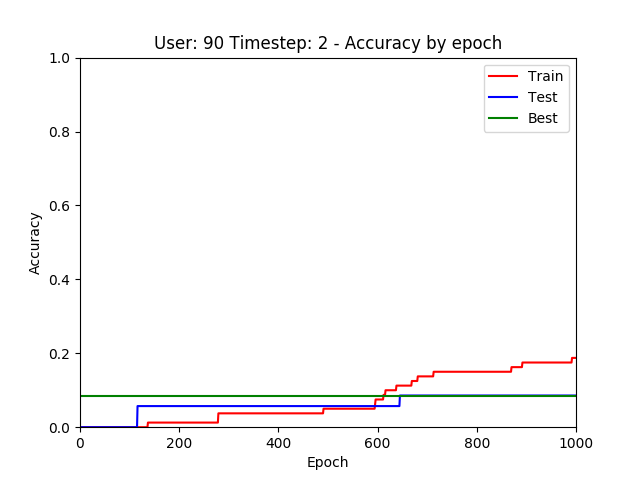 User: 90 Timestep: 2 - Accuracy by epoch
1.0
0.8
0.6
0.4
0.2
0.0
Accuracy
Train
Test
Best
0 200 400 600 800 1000
Epoch